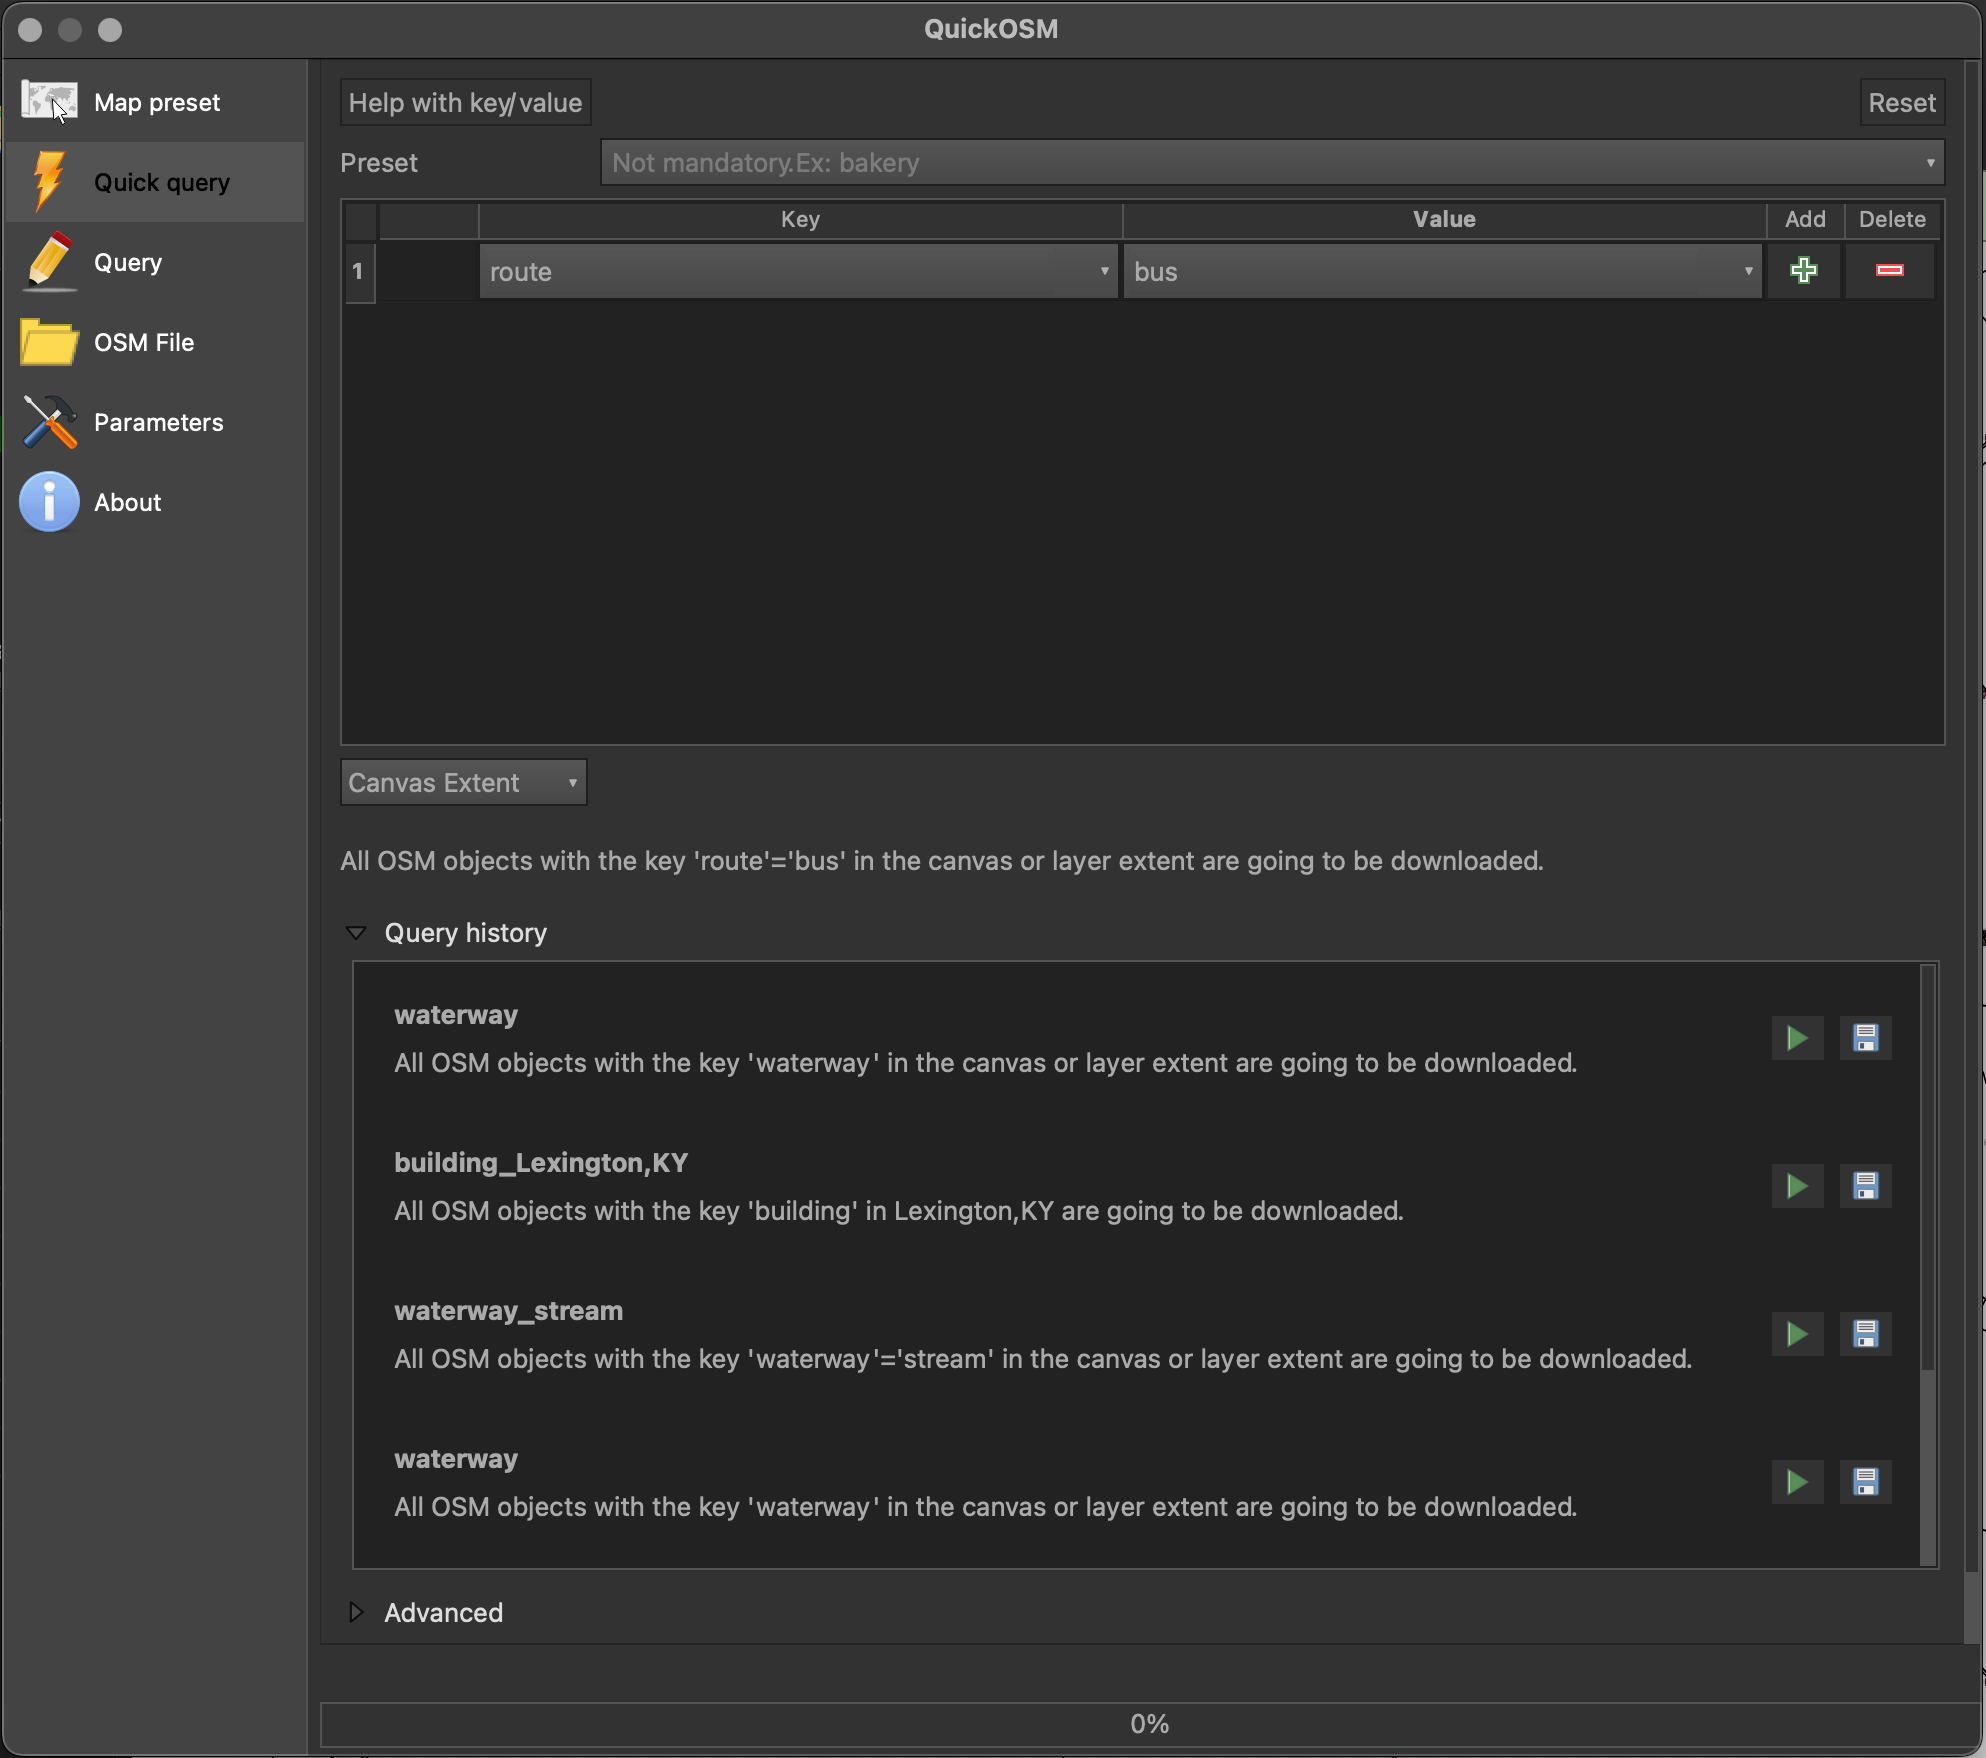 QuickOSM
Map preset
Quick query
Query
OSM File
Parameters
About
Help with key/value
Reset
Preset
Not mandatory.Ex: bakery
Key
Value
Add
Delete
1
route
bus
Canvas Extent
All OSM objects with the key 'route'='bus' in the canvas or layer extent are going to be downloaded.
Query history
waterway
All OSM objects with the key 'waterway' in the canvas or layer extent are going to be downloaded.
building_Lexington,KY
All OSM objects with the key 'building' in Lexington,KY are going to be downloaded.
waterway_stream
All OSM objects with the key 'waterway'='stream' in the canvas or layer extent are going to be downloaded.
waterway
All OSM objects with the key 'waterway' in the canvas or layer extent are going to be downloaded.
Advanced
0%